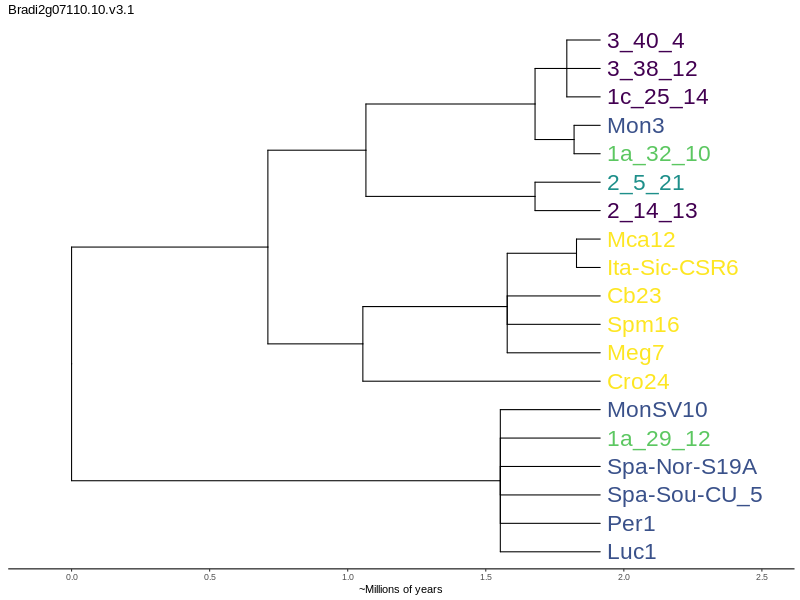 Bradi2g07110.10.v3.1
3_40_4
3_38_12
1c_25_14
Mon3
1a_32_10
2_5_21
2_14_13
Mca12
Ita-Sic-CSR6
Cb23
Spm16
Meg7
Cro24
MonSV10
1a_29_12
Spa-Nor-S19A
Spa-Sou-CU_5
Per1
Luc1
0.0 0.5 1.0 1.5 2.0 2.5
~Millions of years